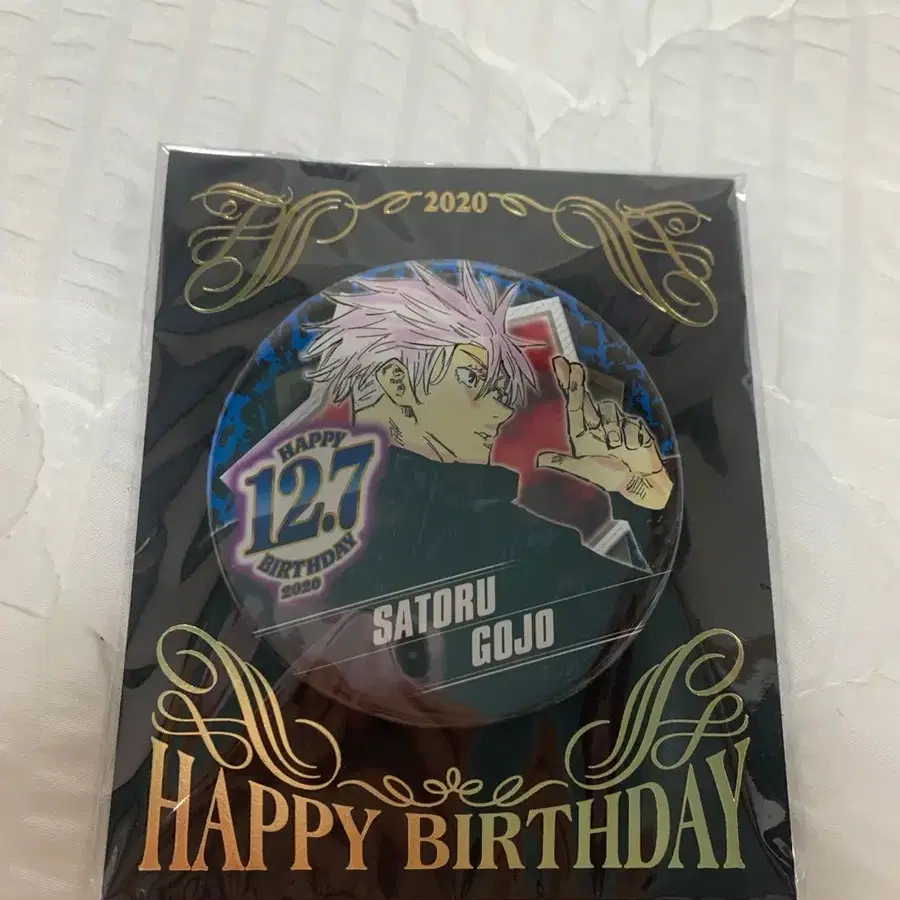 2020
HAPPY
12.7
BIRTHDAY
2020
SATORU
GOJO
HAPPY BIRTHDAY